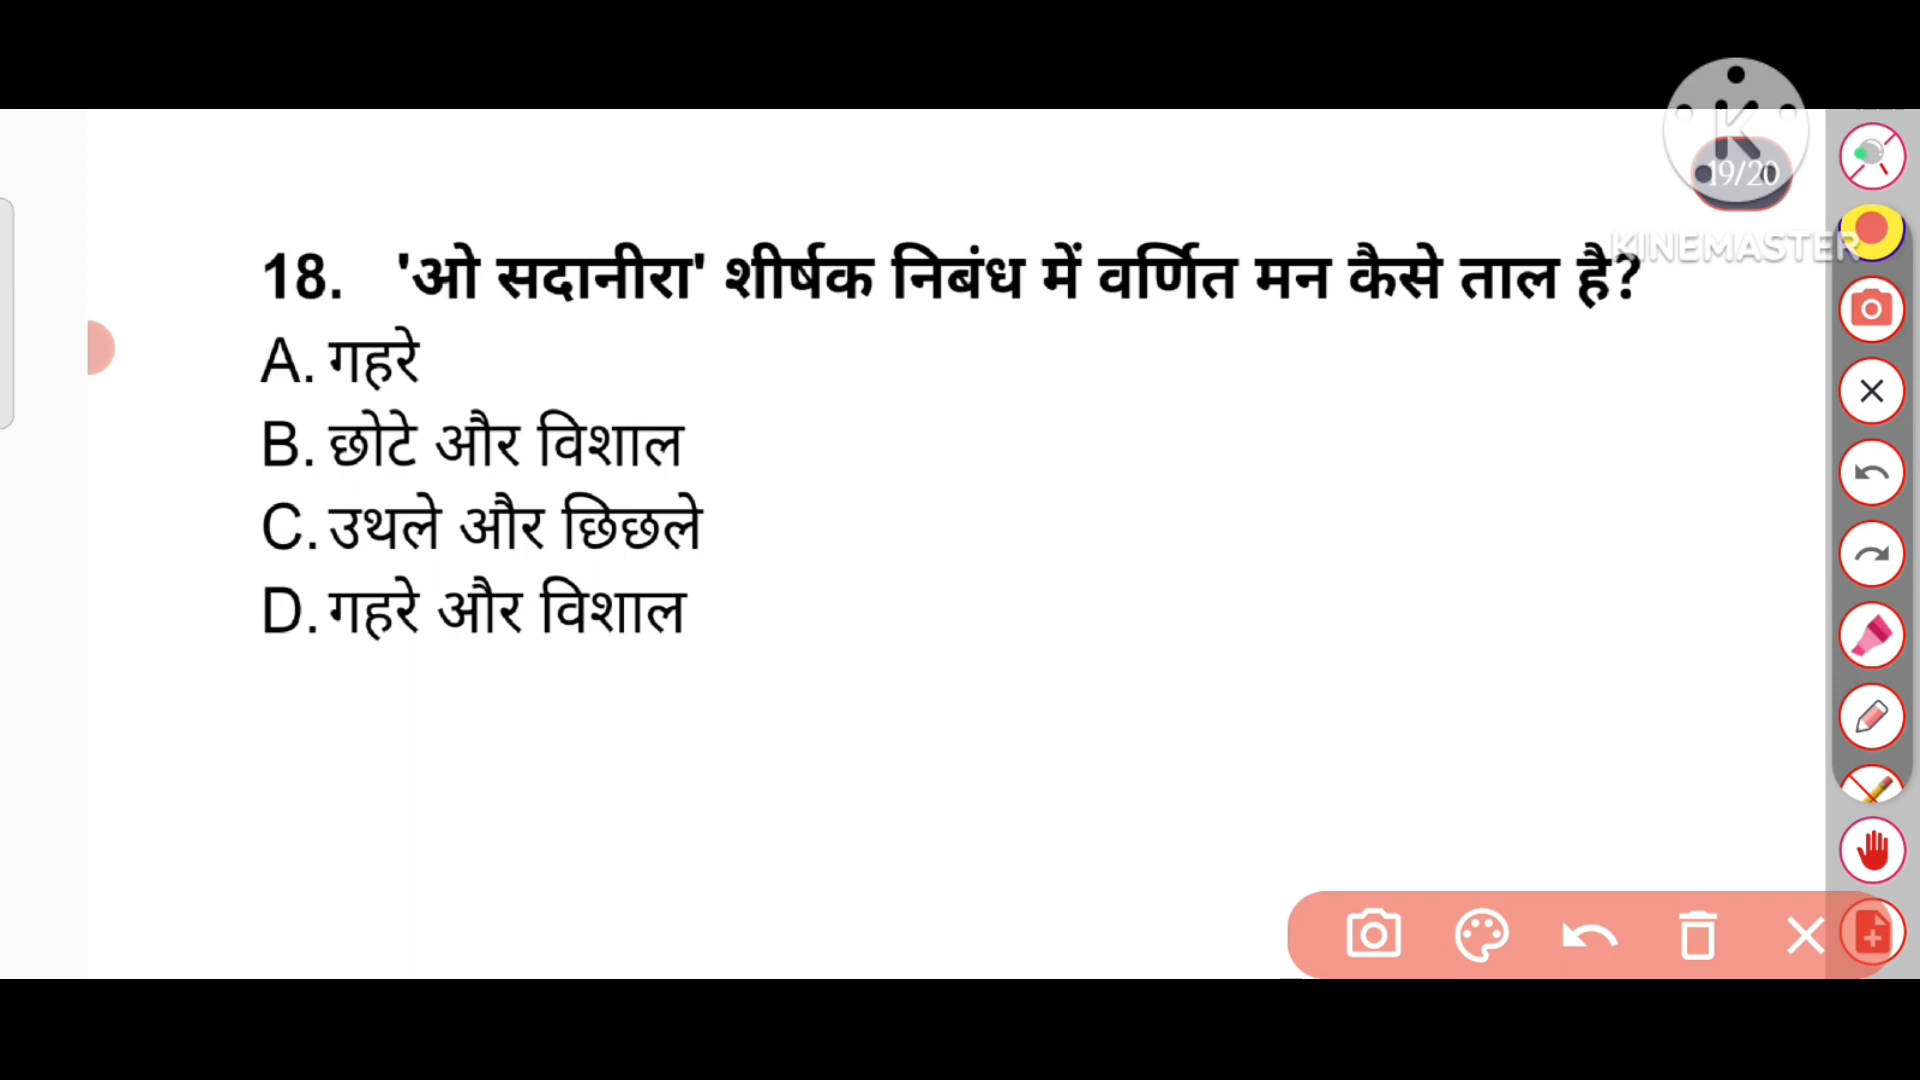 19/20
KINEMASTER
18. 'ओ सदानीरा' शीर्षक निबंध में वर्णित मन कैसे ताल है?
A. गहरे
B. छोटे और विशाल
C. उथले और छिछले
D. गहरे और विशाल